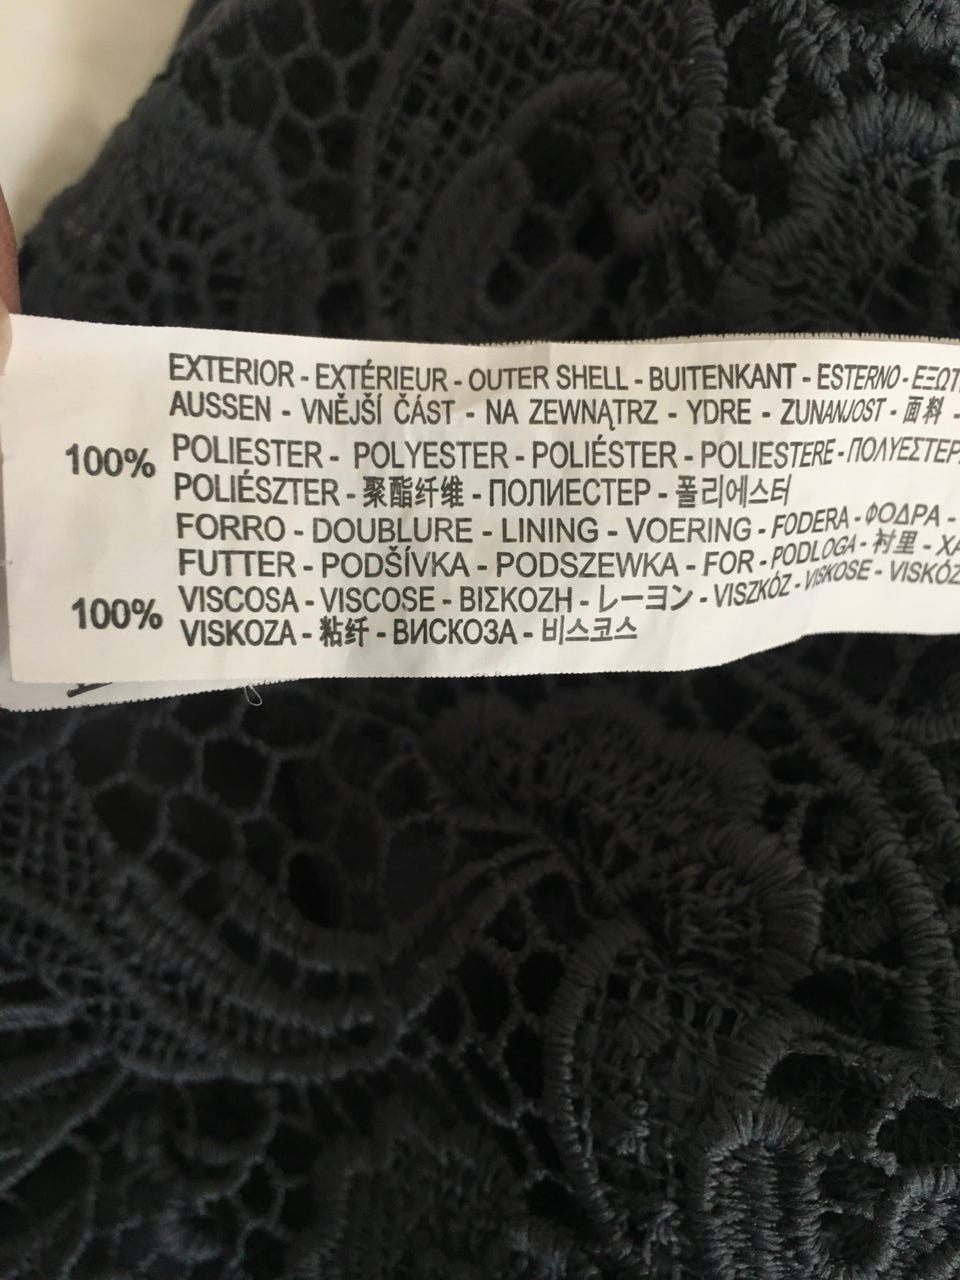 EXTERIOR - EXTÉRIEUR - OUTER SHELL - BUITENKANT - ESTERNO - ΕΞΩΤ
AUSSEN - VNĚJŠÍ ČÁST - NA ZEWNĄTRZ - YDRE - ZUNANJOST - 面料 -
100% POLIESTER - POLYESTER - POLIÉSTER - POLIESTERE - ΠΟΛΥΕΣΤΕΡ
POLIÉSZTER - 聚酯纤维 - ПОЛИЕСТЕР - 폴리에스터
FORRO - DOUBLURE - LINING - VOERING - FODERA - ΦΟΔΡΑ -
FUTTER - PODŠÍVKA - PODSZEWKA - FOR - PODLOGA - 衬里 - ХА
100% VISCOSA - VISCOSE - ΒΙΣΚΟΖΗ - レーヨン - VISZKÓZ - VISKOSE - VISKÓZ
VISKOZA - 粘纤 - ВИСКОЗА - 비스코스